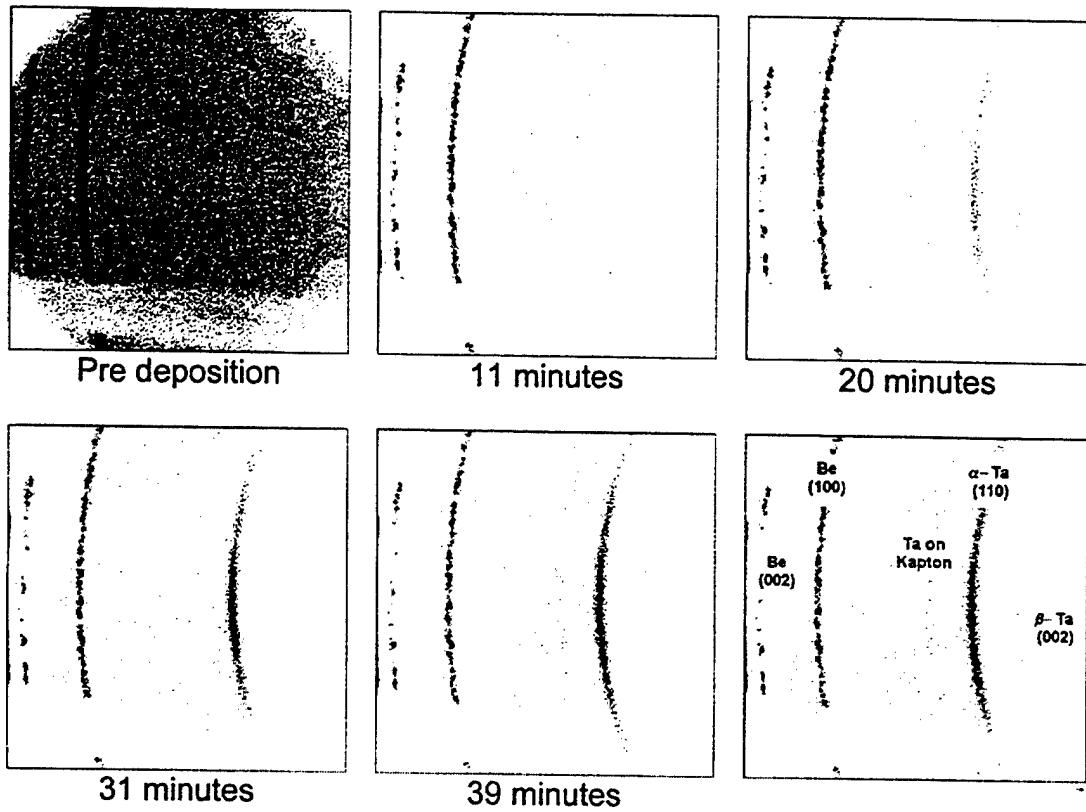 Pre deposition
11 minutes
20 minutes
31 minutes
39 minutes
Be
(100)
α– Ta
(110)
Ta on
Kapton
Be
(002)
β– Ta
(002)